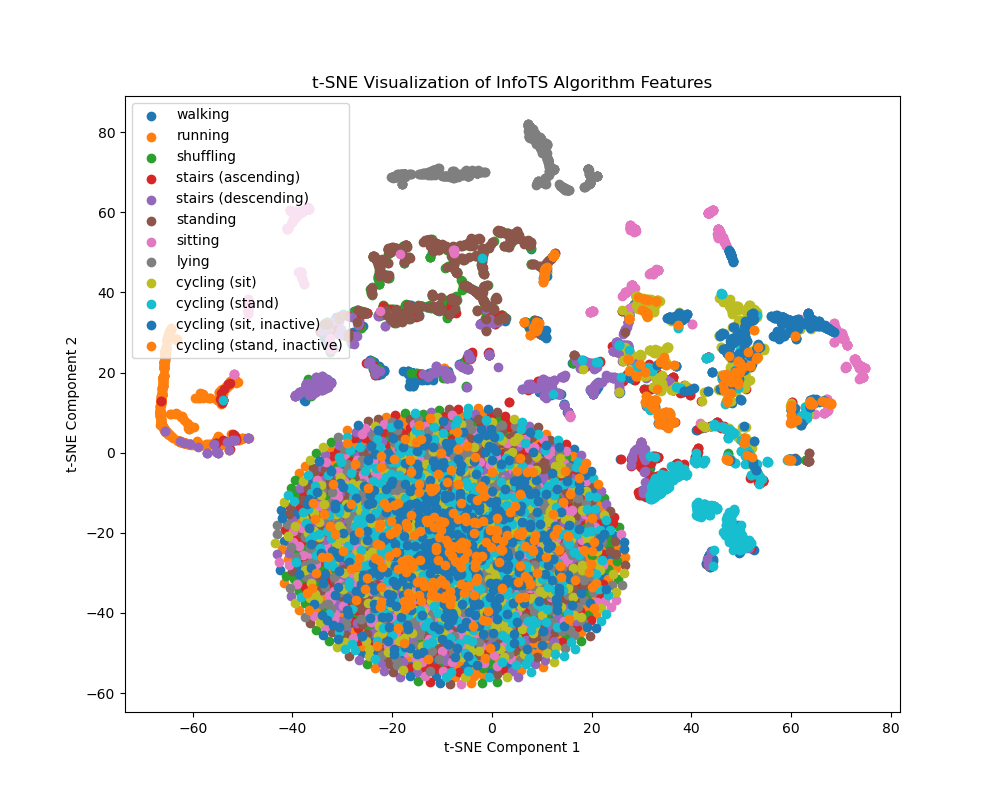 t-SNE Visualization of InfoTS Algorithm Features
walking
running
shuffling
stairs (ascending)
stairs (descending)
standing
sitting
lying
cycling (sit)
cycling (stand)
cycling (sit, inactive)
cycling (stand, inactive)
t-SNE Component 2
80
60
40
20
0
−20
−40
−60
−60
−40
−20
0
20
40
60
80
t-SNE Component 1